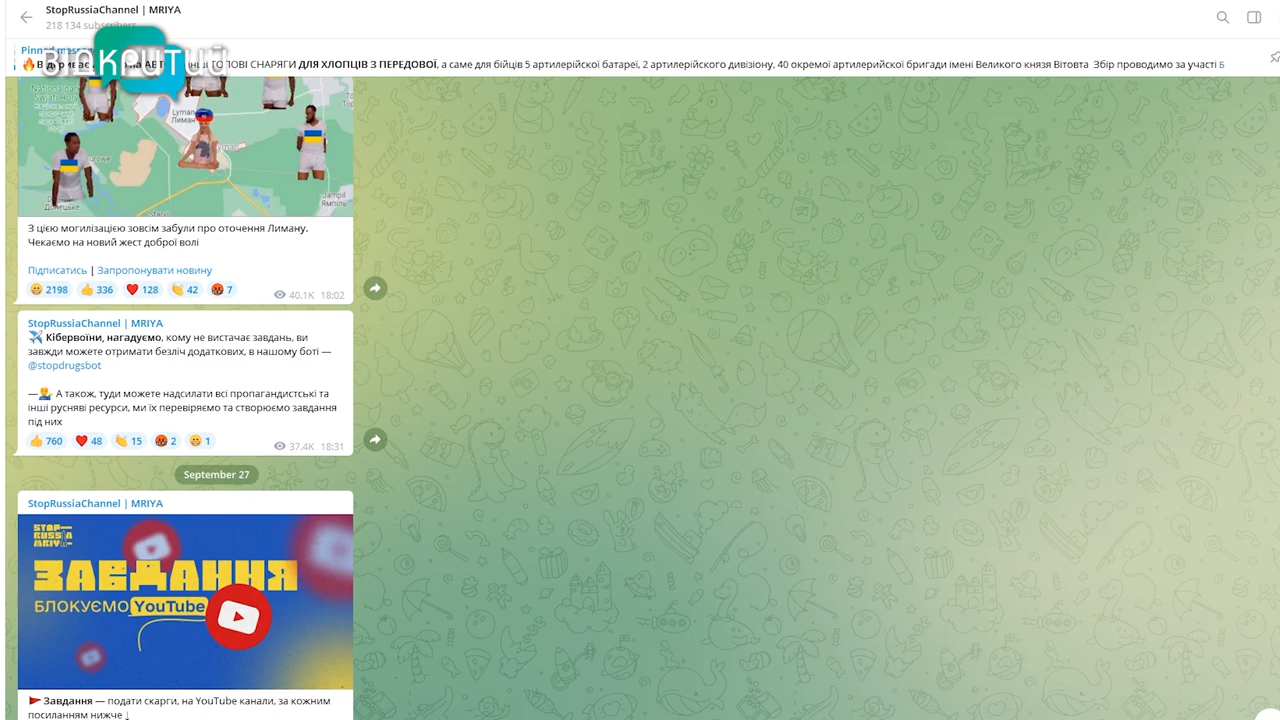 StopRussiaChannel | MRIYA
218 134 subscribers
ВІДКРИТИЙ
Pinned message
ДЛЯ ХЛОПЦІВ З ПЕРЕДОВОЇ, а саме для бійців 5 артилерійскої батареї, 2 артилерійского дивізіону, 40 окремої артилерийскої бригади імені Великого князя Вітовта Збір проводимо за участі Б
Lyman
Лиман
Jampil
Ямпіль
З цією могилізацією зовсім забули про оточення Лиману.
Чекаємо на новий жест доброї волі
Підписатись | Запропонувати новину
2198 336 128 42 7
40.1K 18:02
StopRussiaChannel | MRIYA
Кібервоїни, нагадуємо, кому не вистачає завдань, ви
завжди можете отримати безліч додаткових, в нашому боті —
@stopdrugsbot
— А також, туди можете надсилати всі пропагандистські та
інші русняві ресурси, ми їх перевіряємо та створюємо завдання
під них
760 48 15 2 1
37.4K 18:31
September 27
StopRussiaChannel | MRIYA
STOP
RUSSIA
MRIYA
ЗАВДАННЯ
БЛОКУЄМО YouTube
Завдання — подати скарги, на YouTube канали, за кожним
посиланням нижче ↓